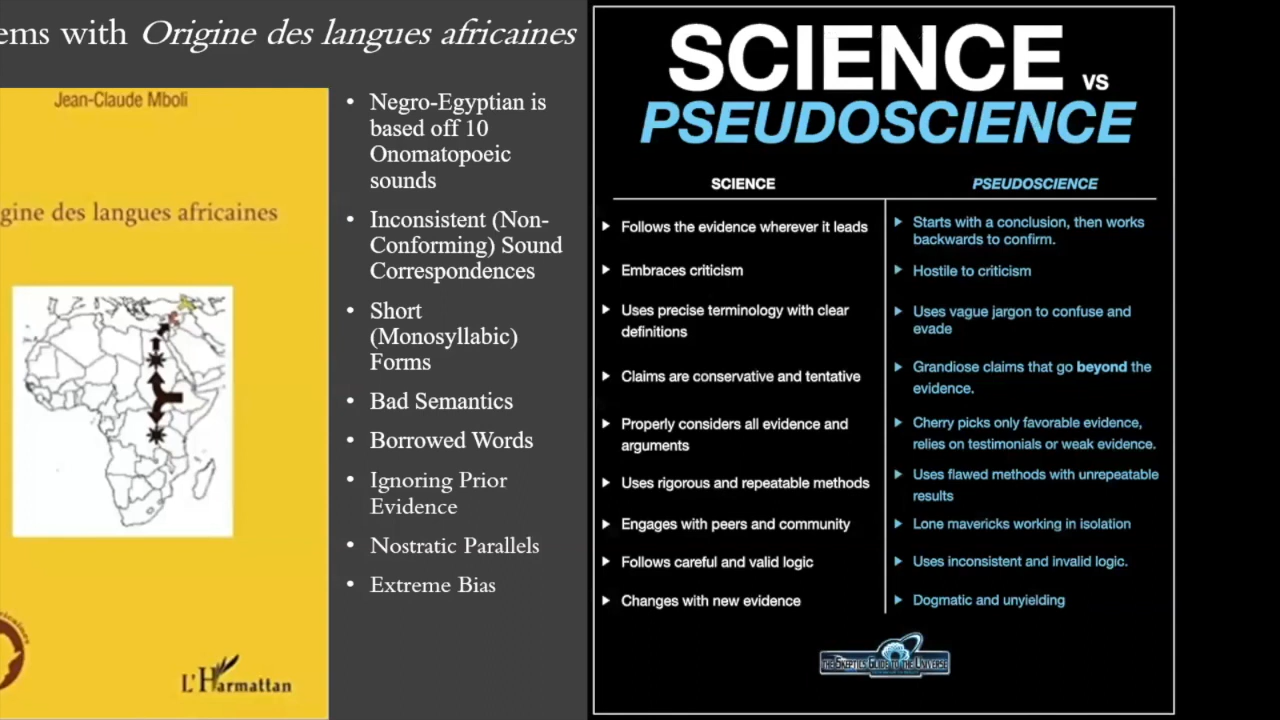 ems with Origine des langues africaines
Jean-Claude Mboli
gine des langues africaines
L'Harmattan
• Negro-Egyptian is
based off 10
Onomatopoeic
sounds
• Inconsistent (Non-
Conforming) Sound
Correspondences
• Short
(Monosyllabic)
Forms
• Bad Semantics
• Borrowed Words
• Ignoring Prior
Evidence
• Nostratic Parallels
• Extreme Bias
SCIENCE vs
PSEUDOSCIENCE
SCIENCE
Follows the evidence wherever it leads
Embraces criticism
Uses precise terminology with clear
definitions
Claims are conservative and tentative
Properly considers all evidence and
arguments
Uses rigorous and repeatable methods
Engages with peers and community
Follows careful and valid logic
Changes with new evidence
PSEUDOSCIENCE
Starts with a conclusion, then works
backwards to confirm.
Hostile to criticism
Uses vague jargon to confuse and
evade
Grandiose claims that go beyond the
evidence.
Cherry picks only favorable evidence,
relies on testimonials or weak evidence.
Uses flawed methods with unrepeatable
results
Lone mavericks working in isolation
Uses inconsistent and invalid logic.
Dogmatic and unyielding
THE SKEPTICS GUIDE TO THE UNIVERSE